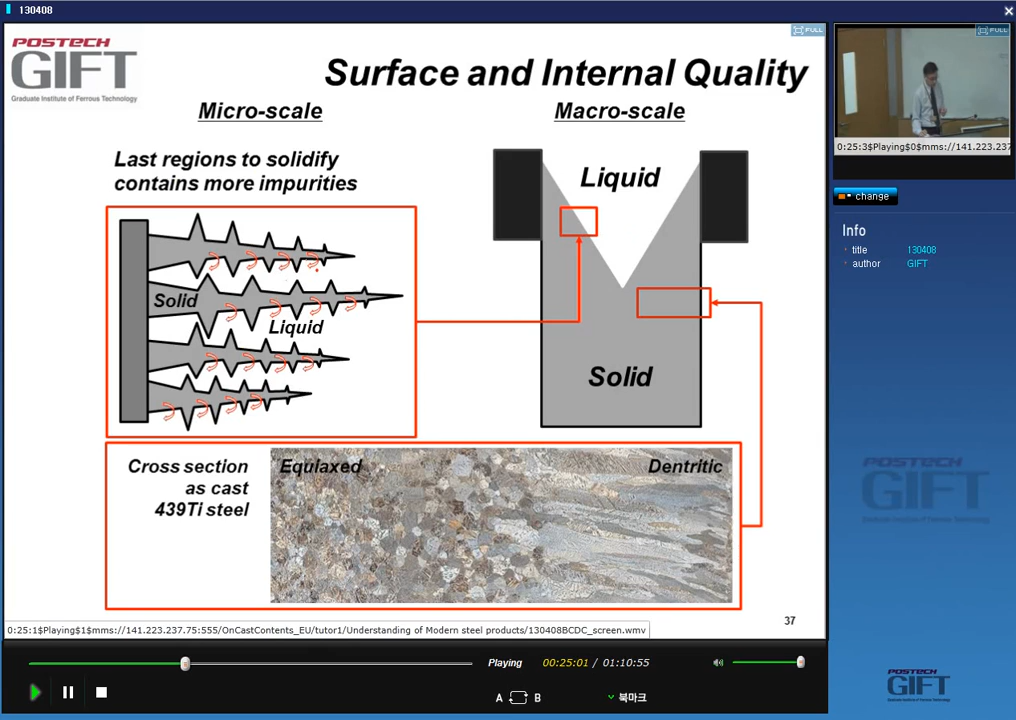 130408
POSTECH
GIFT
Graduate Institute of Ferrous Technology
FULL
Surface and Internal Quality
Micro-scale
Macro-scale
Last regions to solidify
contains more impurities
Solid
Liquid
Liquid
Solid
Cross section
as cast
439Ti steel
Equiaxed
Dentritic
37
0:25:1$Playing$1$mms://141.223.237.75:555/OnCastContents_EU/tutor1/Understanding of Modern steel products/130408BCDC_screen.wmv
FULL
0:25:3$Playing$0$mms://141.223.237
change
Info
title 130408
author GIFT
POSTECH
GIFT
Playing 00:25:01 / 01:10:55
A B 북마크
POSTECH
GIFT